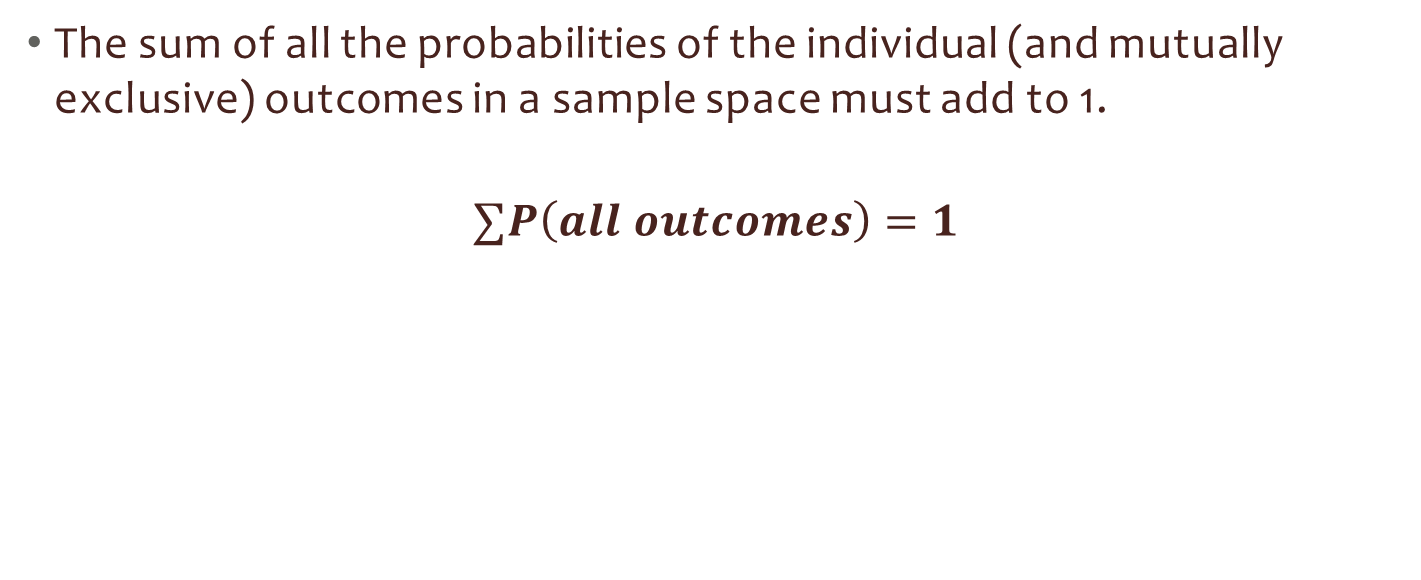 • The sum of all the probabilities of the individual (and mutually
exclusive) outcomes in a sample space must add to 1.
∑P(all outcomes) = 1